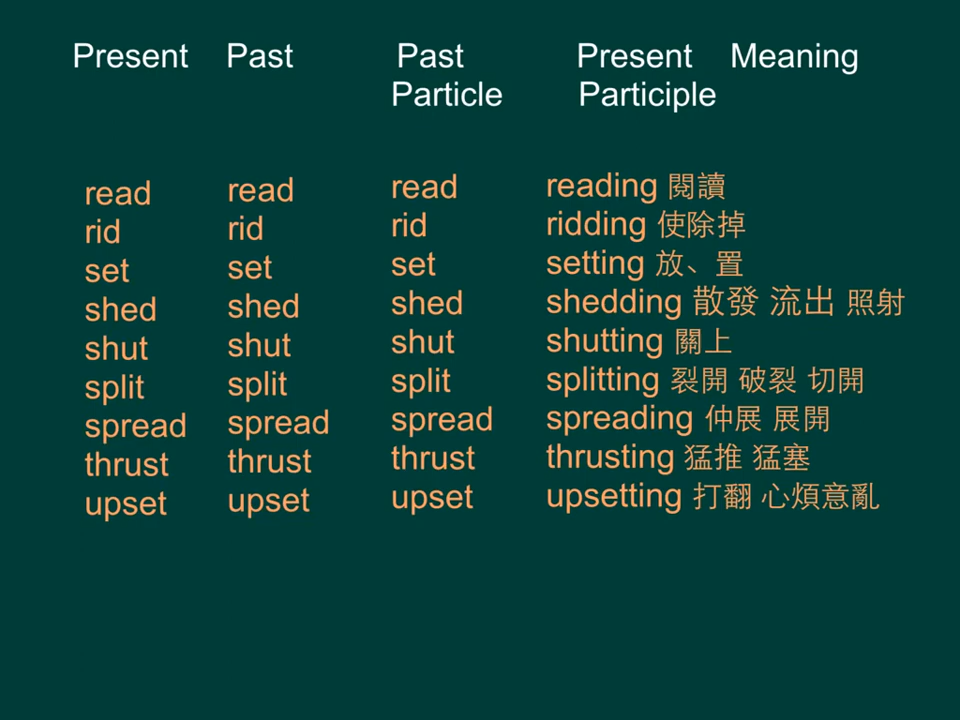 Present Past Past Present Meaning
Particle Participle
read read read reading 閱讀
rid rid rid ridding 使除掉
set set set setting 放、置
shed shed shed shedding 散發 流出 照射
shut shut shut shutting 關上
split split split splitting 裂開 破裂 切開
spread spread spread spreading 仲展 展開
thrust thrust thrust thrusting 猛推 猛塞
upset upset upset upsetting 打翻 心煩意亂